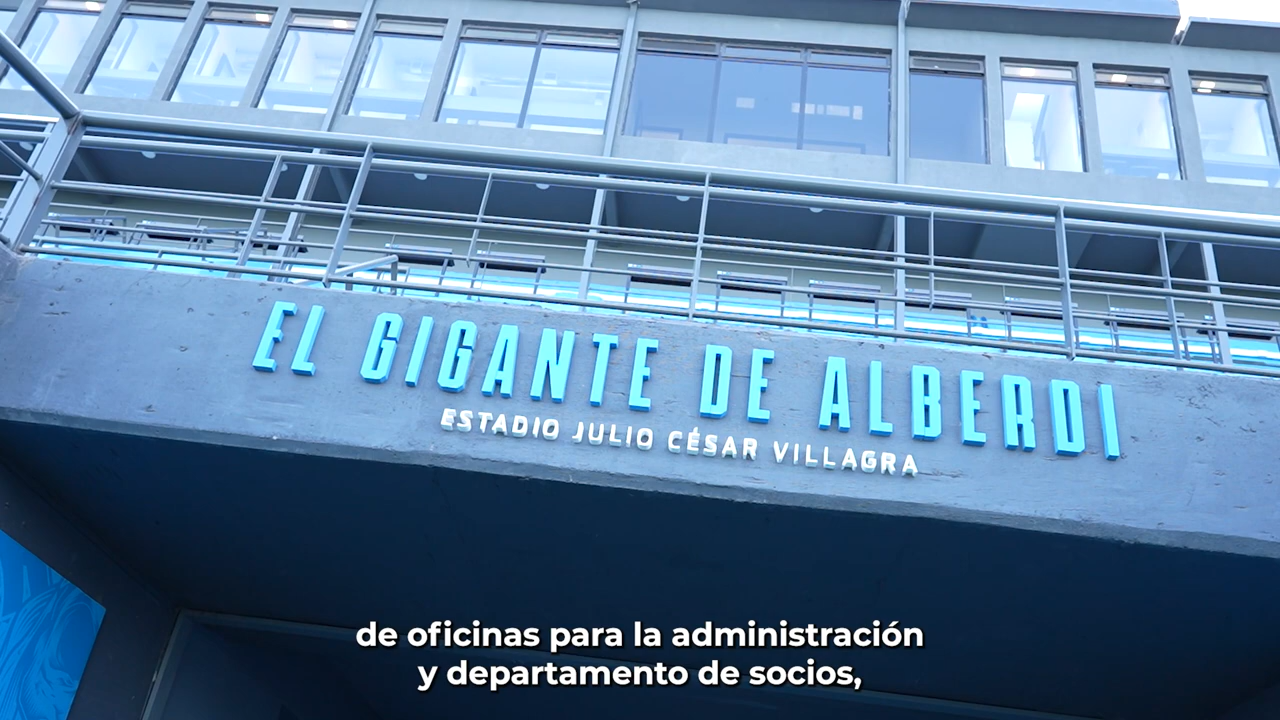 EL GIGANTE DE ALBERDI
ESTADIO JULIO CÉSAR VILLAGRA
de oficinas para la administración
y departamento de socios,